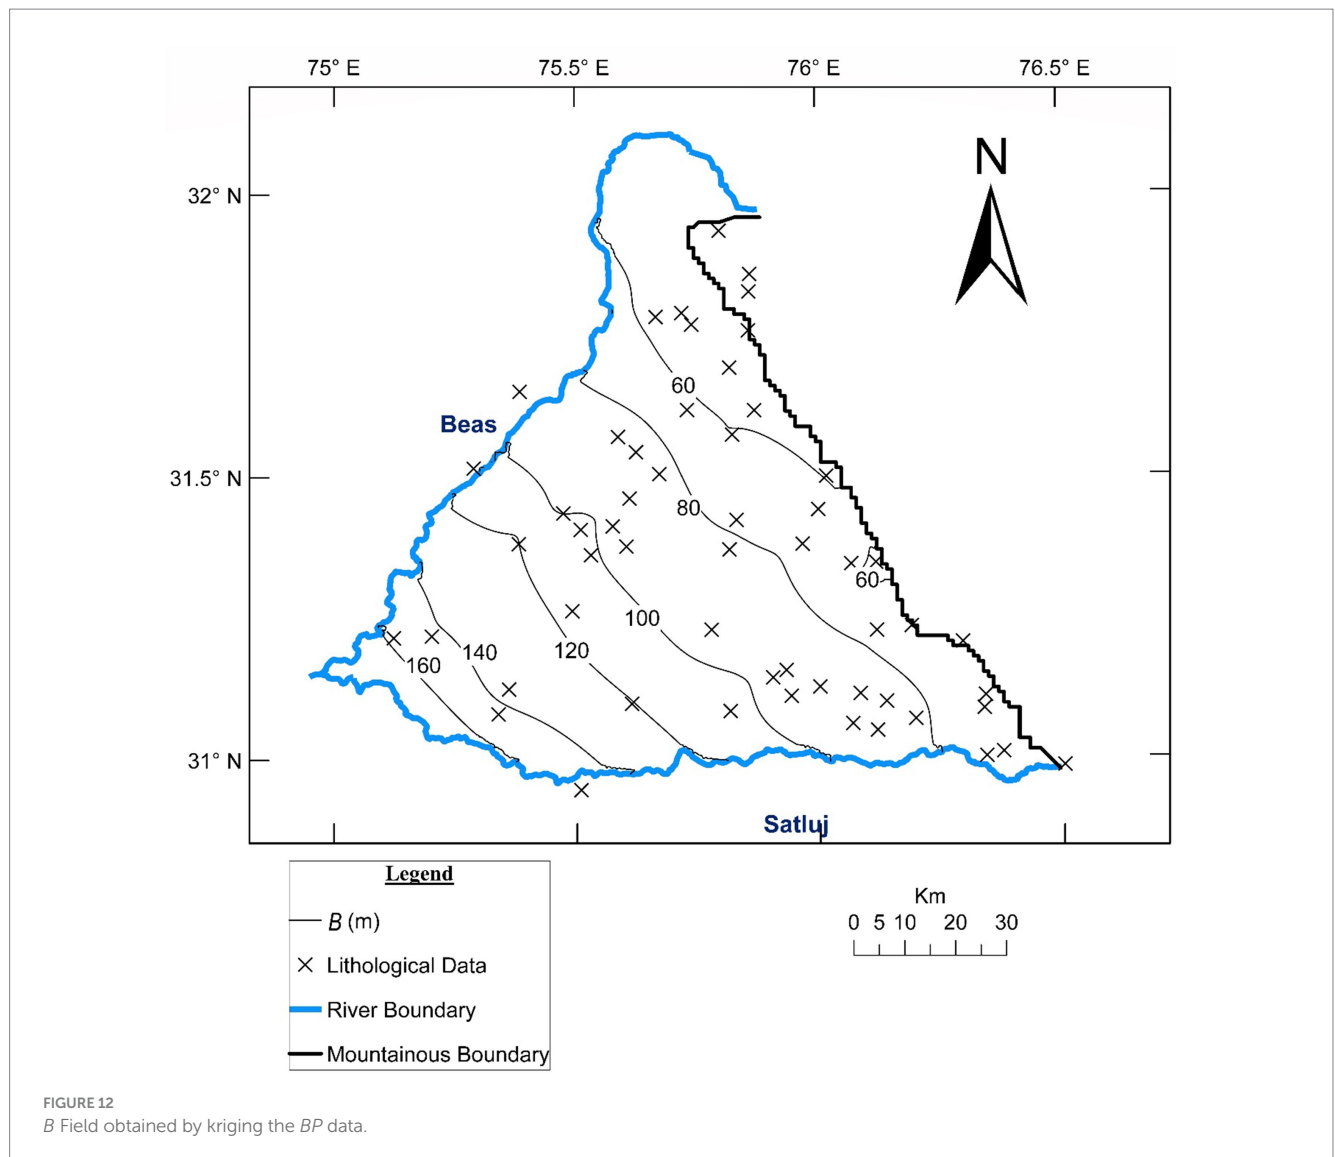 75° E
75.5° E
76° E
76.5° E
N
32° N
60
Beas
31.5° N
80
60
100
120
140
160
31° N
Satluj
Legend
B (m)
Lithological Data
River Boundary
Mountainous Boundary
Km
0 5 10 20 30
FIGURE 12
B Field obtained by kriging the BP data.